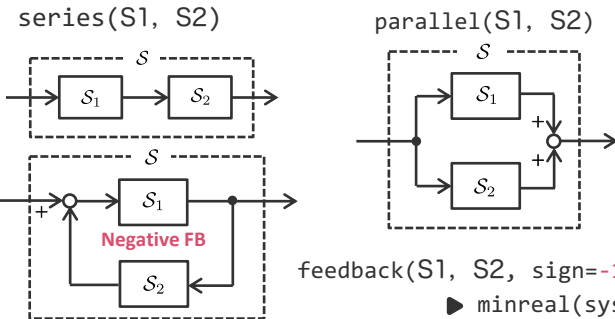 series(S1, S2)
S
S₁
S₂
parallel(S1, S2)
S
S₁
S₂
+
+
S
S₁
+
Negative FB
S₂
feedback(S1, S2, sign=-1
▶ minreal(sys